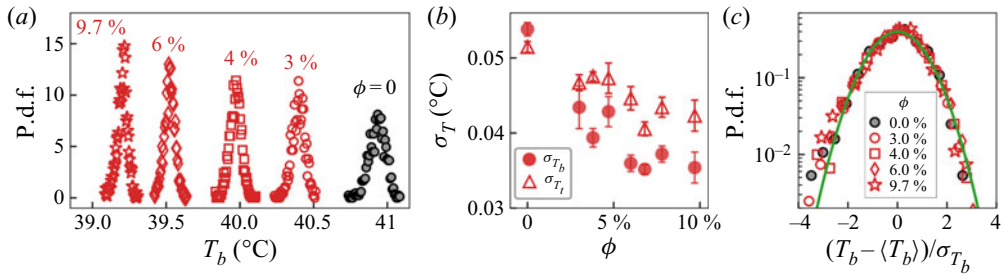 (a)
9.7 %
6 %
4 %
3 %
ϕ = 0
15
10
5
0
P.d.f.
39.0
39.5
40.0
40.5
41
T_b (°C)
(b)
0.05
0.04
0.03
σ_T (°C)
σ_{T_b}
σ_{T_t}
0
5 %
10 %
ϕ
(c)
10^{-1}
10^{-2}
P.d.f.
ϕ
0.0 %
3.0 %
4.0 %
6.0 %
9.7 %
−4
−2
0
2
4
(T_b − ⟨T_b⟩)/σ_{T_b}